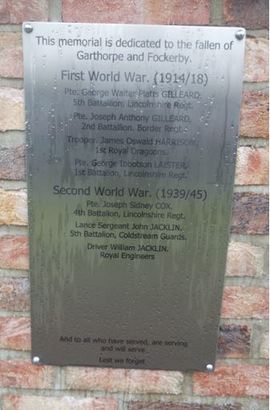 This memorial is dedicated to the fallen of
Garthorpe and Fockerby.
First World War. (1914/18)
Pte. George Walter Platts GILLEARD.
5th Battalion, Lincolnshire Regt.
Pte. Joseph Anthony GILLEARD,
2nd Battalion. Border Regt.
Trooper. James Oswald HARRISON.
1st Royal Dragoons.
Pte. George LAISTER.
1st Battalion, Lincolnshire Regt.
Second World War. (1939/45)
Pte. Joseph Sidney COX.
4th Battalion, Lincolnshire Regt.
Lance Sergeant John JACKLIN.
5th Battalion, Coldstream Guards.
Driver William JACKLIN.
Royal Engineers
And to all who have served, are serving
and will serve
Lest we forget